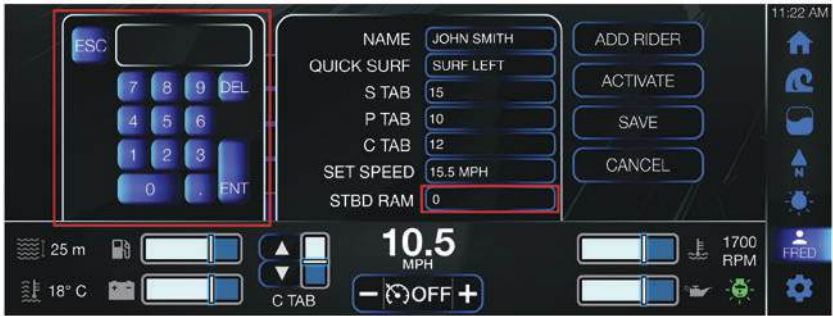 11:22 AM
ESC
7 8 9 DEL
4 5 6
1 2 3
0 . ENT
NAME JOHN SMITH
QUICK SURF SURF LEFT
S TAB 15
P TAB 10
C TAB 12
SET SPEED 15.5 MPH
STBD RAM 0
ADD RIDER
ACTIVATE
SAVE
CANCEL
N
FRED
25 m
18° C
C TAB
10.5
MPH
− OFF +
1700
RPM